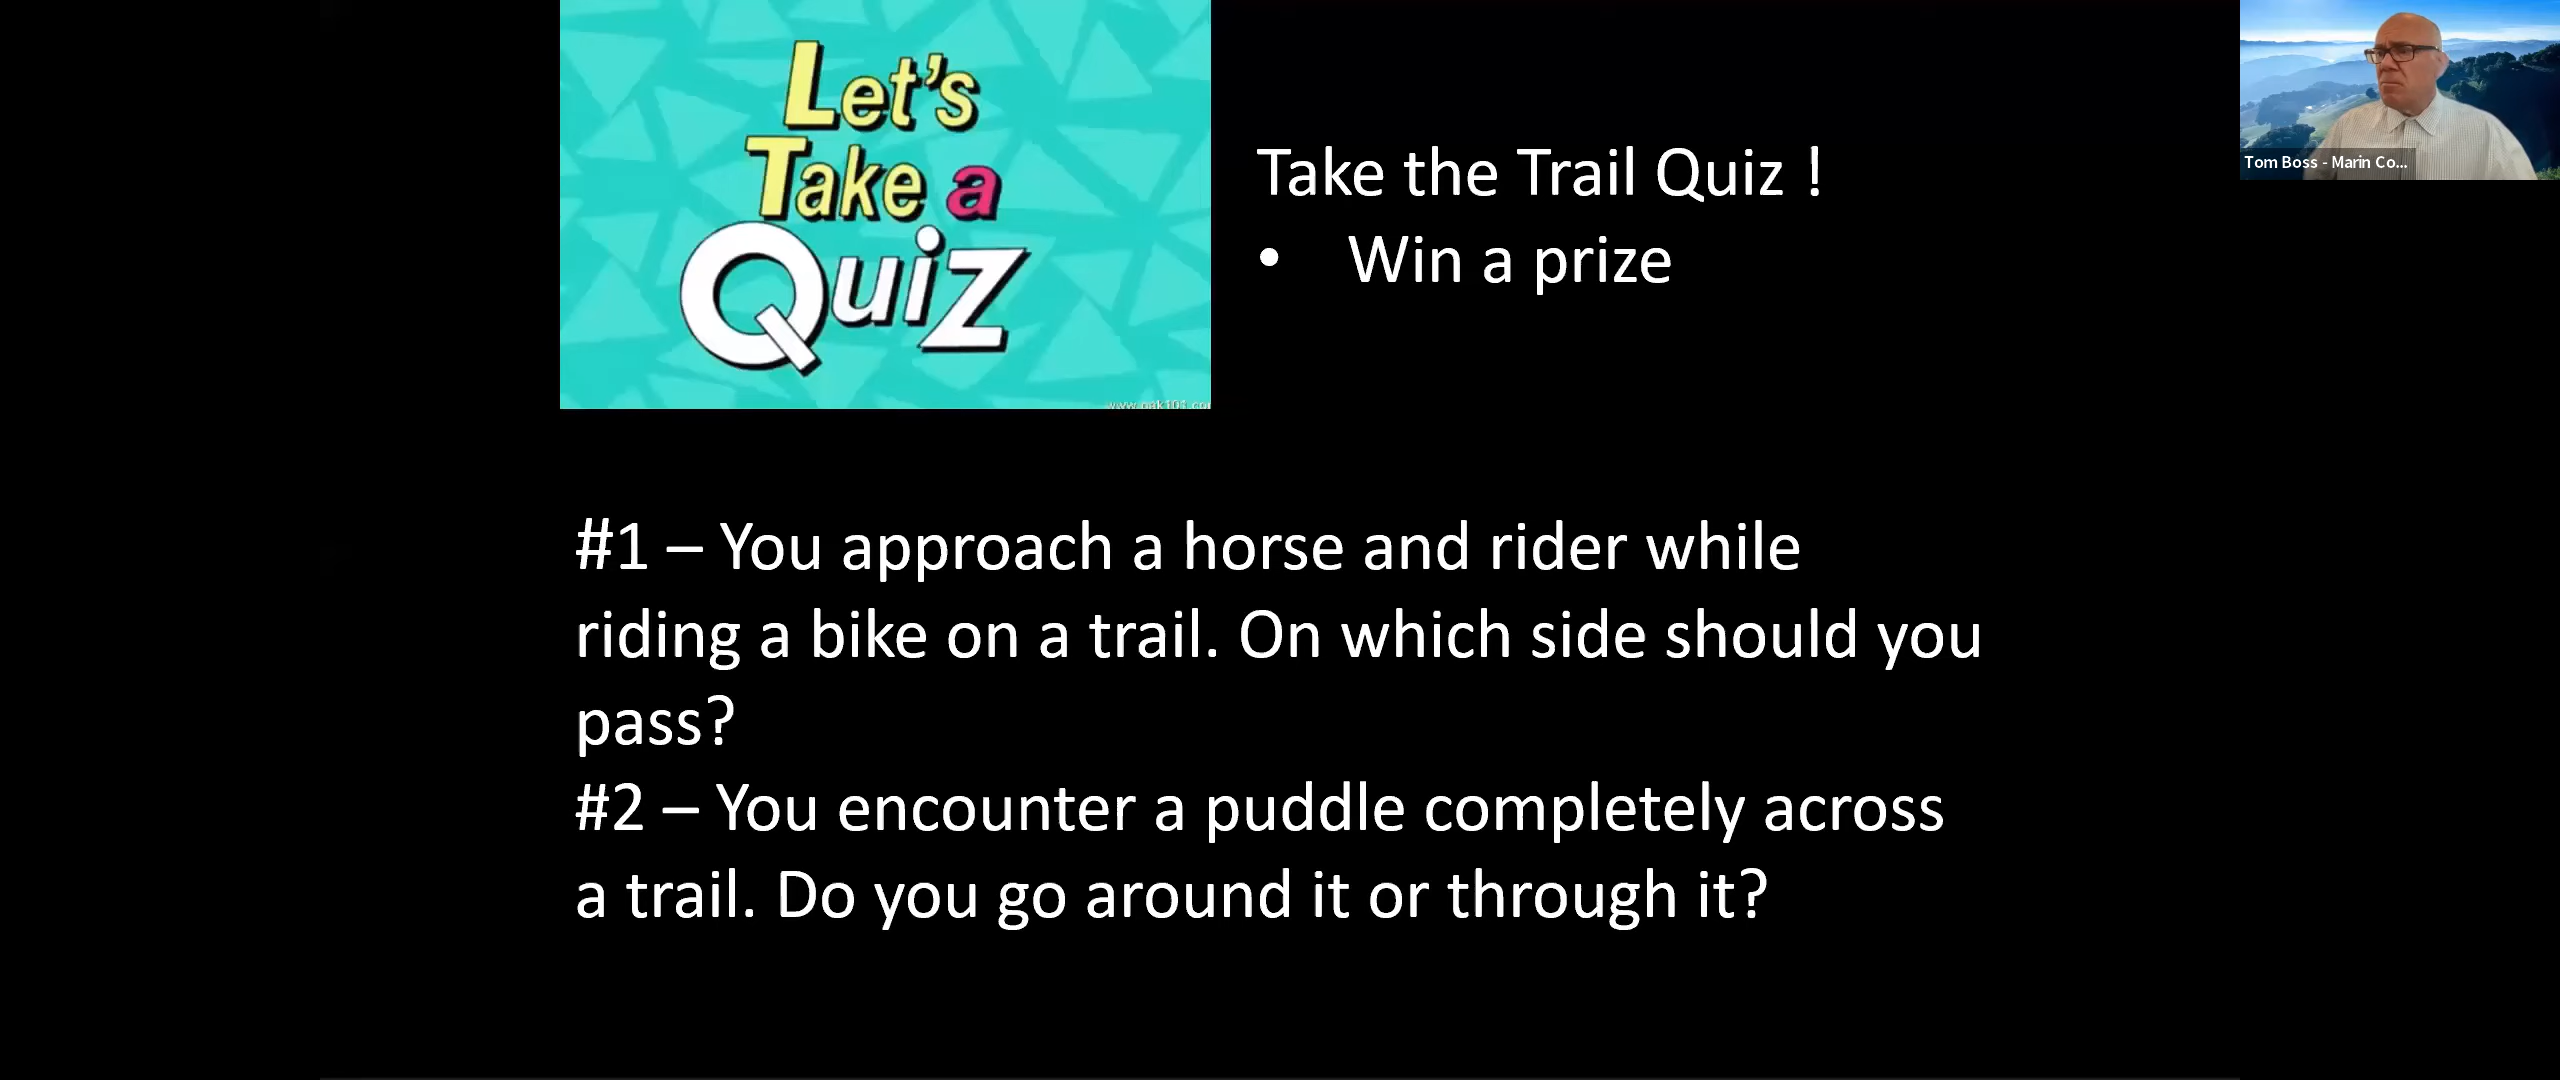 Let's
Take a
Quiz
Take the Trail Quiz !
• Win a prize
Tom Boss - Marin Co...
#1 – You approach a horse and rider while
riding a bike on a trail. On which side should you
pass?
#2 – You encounter a puddle completely across
a trail. Do you go around it or through it?